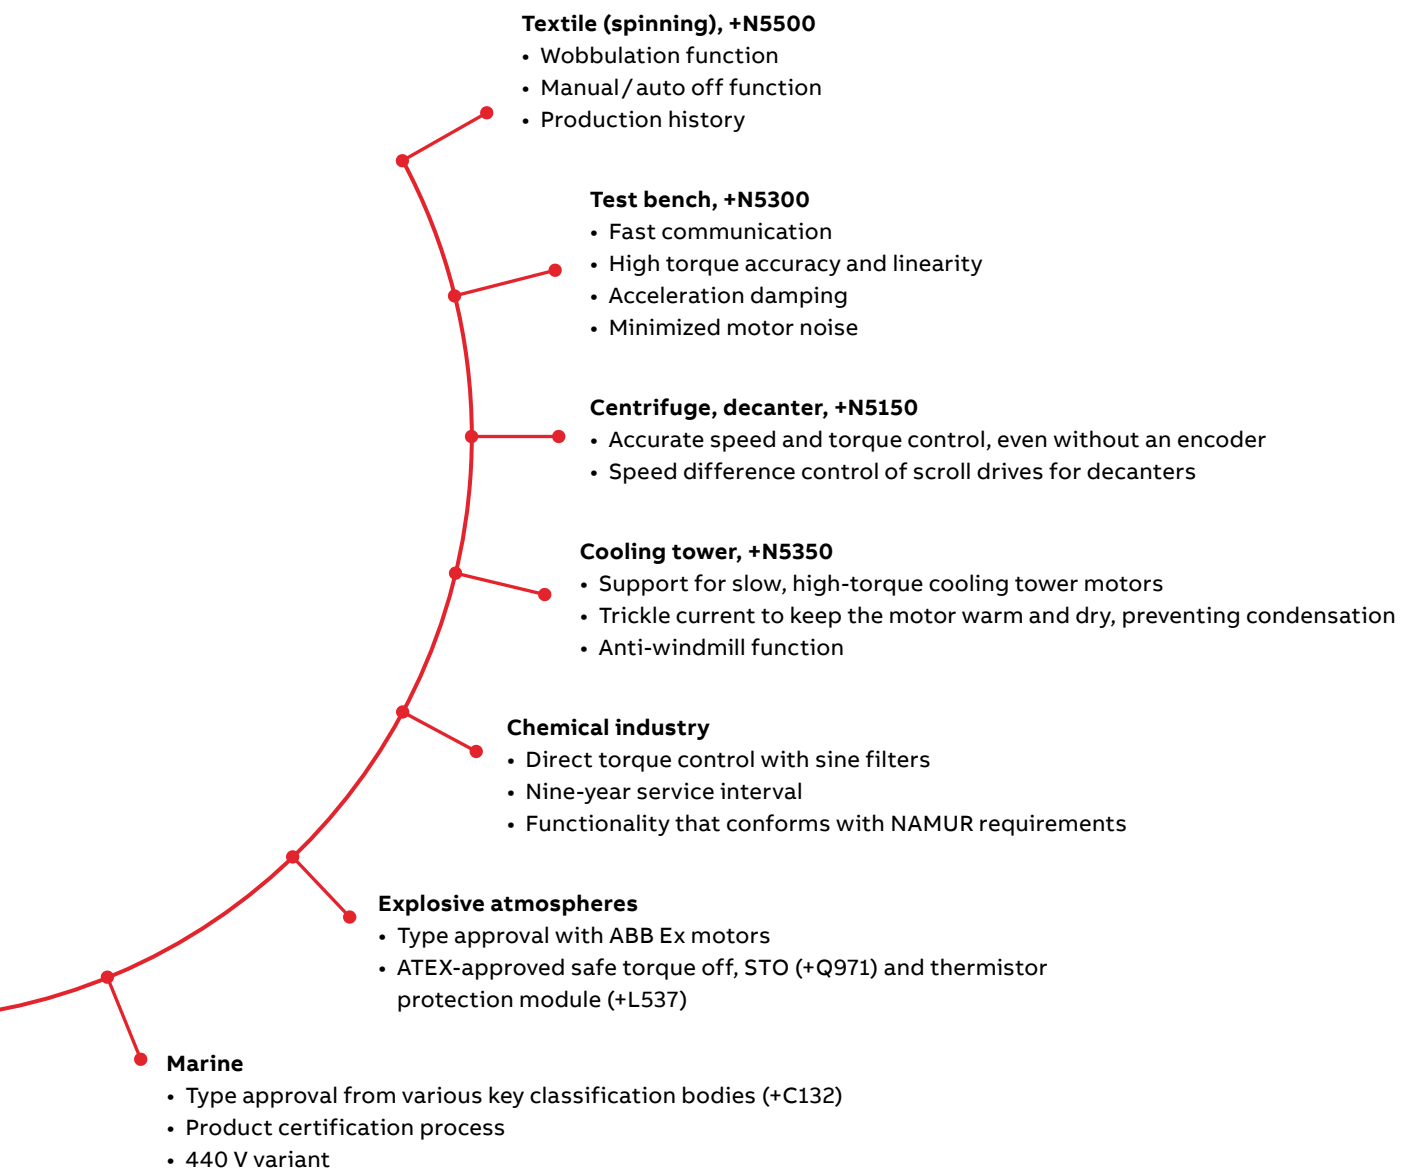 Textile (spinning), +N5500
• Wobbulation function
• Manual / auto off function
• Production history
Test bench, +N5300
• Fast communication
• High torque accuracy and linearity
• Acceleration damping
• Minimized motor noise
Centrifuge, decanter, +N5150
• Accurate speed and torque control, even without an encoder
• Speed difference control of scroll drives for decanters
Cooling tower, +N5350
• Support for slow, high-torque cooling tower motors
• Trickle current to keep the motor warm and dry, preventing condensation
• Anti-windmill function
Chemical industry
• Direct torque control with sine filters
• Nine-year service interval
• Functionality that conforms with NAMUR requirements
Explosive atmospheres
• Type approval with ABB Ex motors
• ATEX-approved safe torque off, STO (+Q971) and thermistor
protection module (+L537)
Marine
• Type approval from various key classification bodies (+C132)
• Product certification process
• 440 V variant